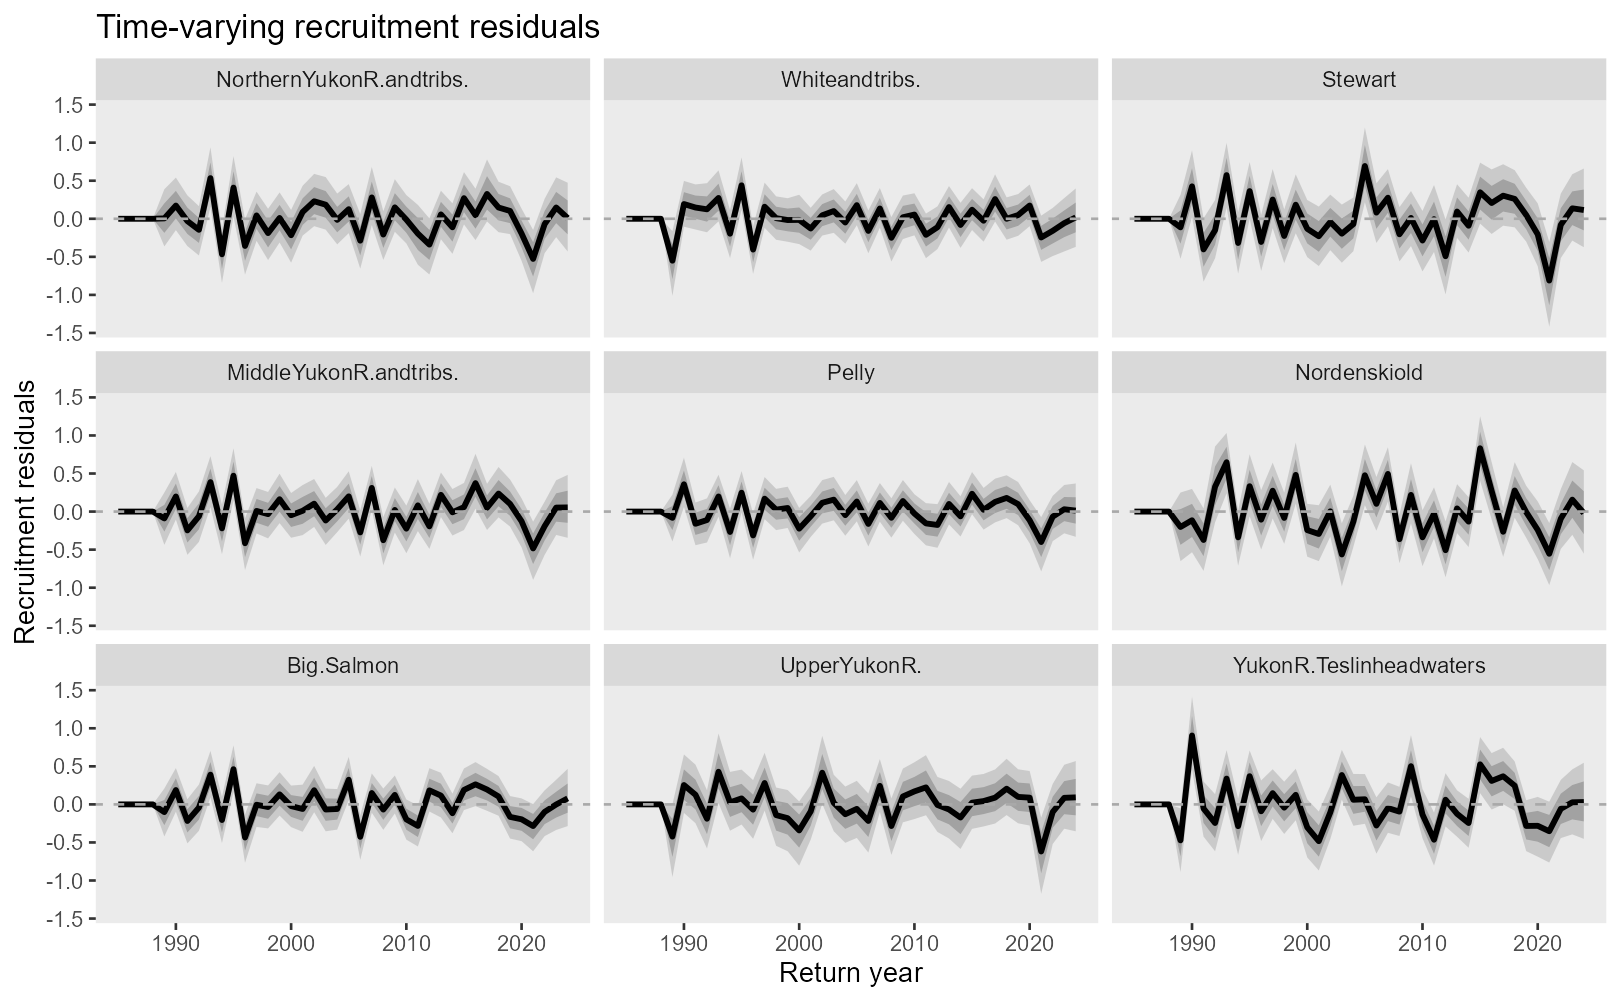 Time-varying recruitment residuals
NorthernYukonR.andtribs.
Whiteandtribs.
Stewart
1.5
1.0
0.5
0.0
-0.5
-1.0
-1.5
MiddleYukonR.andtribs.
Pelly
Nordenskiold
1.5
1.0
0.5
0.0
-0.5
-1.0
-1.5
Recruitment residuals
Big.Salmon
UpperYukonR.
YukonR.Teslinheadwaters
1.5
1.0
0.5
0.0
-0.5
-1.0
-1.5
1990 2000 2010 2020
1990 2000 2010 2020
1990 2000 2010 2020
Return year